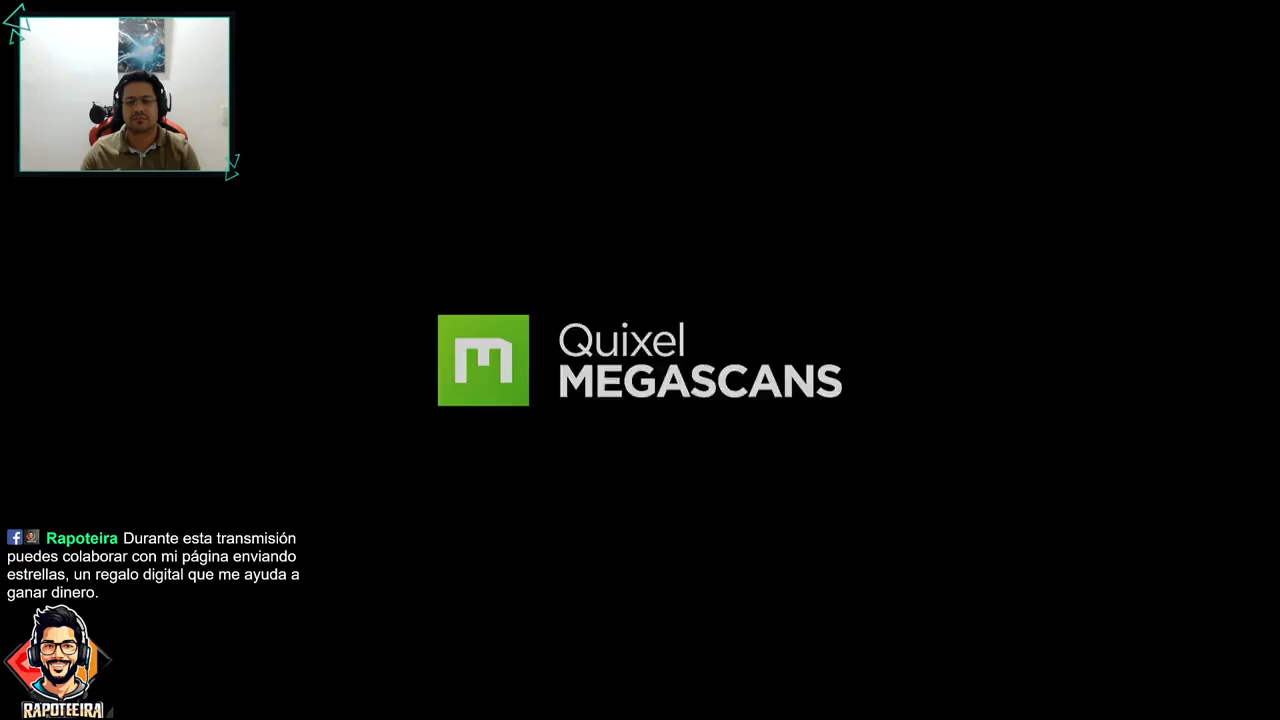 Quixel
MEGASCANS
Rapoteira Durante esta transmisión
puedes colaborar con mi página enviando
estrellas, un regalo digital que me ayuda a
ganar dinero.
RAPOTEEIRA